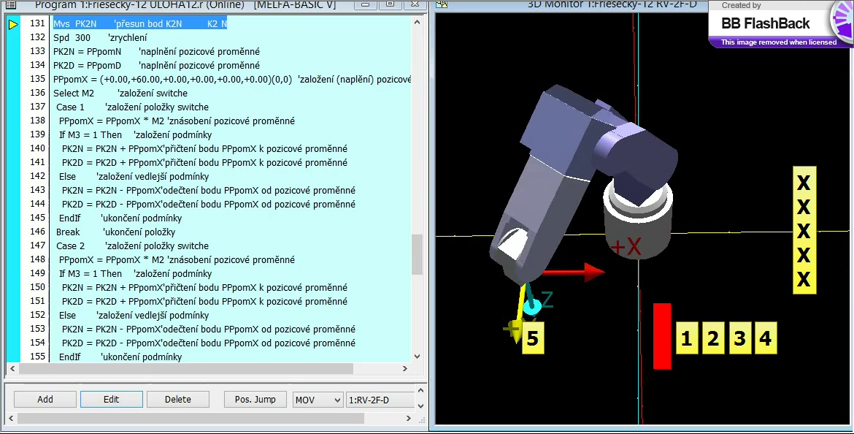 Program 1:Friesecky-12 ULOHA12.r (Online) [MELFA-BASIC V]
131 Mvs PK2N 'přesun bod K2N K2 N
132 Spd 300 'zrychlení
133 PK2N = PPpomN 'naplnění pozicové proměnné
134 PK2D = PPpomD 'naplnění pozicové proměnné
135 PPpomX = (+0.00,+60.00,+0.00,+0.00,+0.00,+0.00)(0,0) 'založení (naplění) pozicové
136 Select M2 'založení switche
137 Case 1 'založení položky switche
138 PPpomX = PPpomX * M2 'znásobení pozicové proměnné
139 If M3 = 1 Then 'založení podmínky
140 PK2N = PK2N + PPpomX'přičtení bodu PPpomX k pozicové proměnné
141 PK2D = PK2D + PPpomX'přičtení bodu PPpomX k pozicové proměnné
142 Else 'založení vedlejší podmínky
143 PK2N = PK2N - PPpomX'odečtení bodu PPpomX od pozicové proměnné
144 PK2D = PK2D - PPpomX'odečtení bodu PPpomX od pozicové proměnné
145 EndIf 'ukončení podmínky
146 Break 'ukončení položky
147 Case 2 'založení položky switche
148 PPpomX = PPpomX * M2 'znásobení pozicové proměnné
149 If M3 = 1 Then 'založení podmínky
150 PK2N = PK2N + PPpomX'přičtení bodu PPpomX k pozicové proměnné
151 PK2D = PK2D + PPpomX'přičtení bodu PPpomX k pozicové proměnné
152 Else 'založení vedlejší podmínky
153 PK2N = PK2N - PPpomX'odečtení bodu PPpomX od pozicové proměnné
154 PK2D = PK2D - PPpomX'odečtení bodu PPpomX od pozicové proměnné
155 EndIf 'ukončení podmínky
Add Edit Delete Pos. Jump MOV 1:RV-2F-D
3D Monitor 1:Friesecky-12 RV-2F-D
Created by
BB FlashBack
This image removed when licensed
+X
Z
X
X
X
X
X
5
1 2 3 4